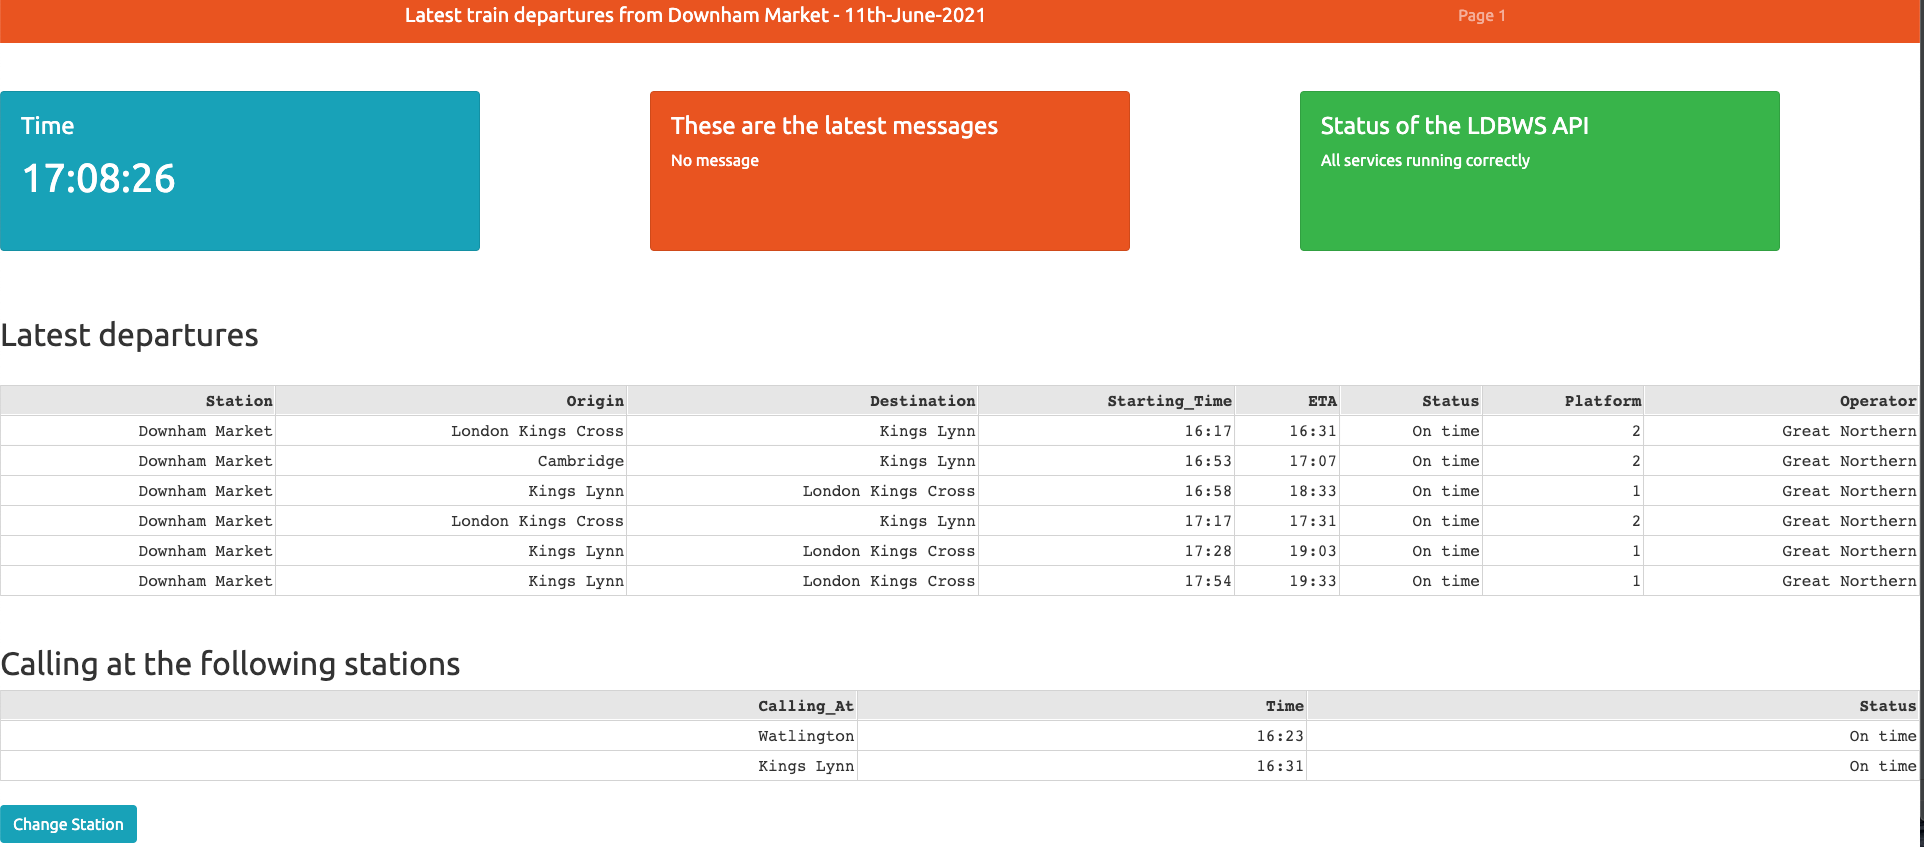 Latest train departures from Downham Market - 11th-June-2021 Page 1
Time
17:08:26
These are the latest messages
No message
Status of the LDBWS API
All services running correctly
Latest departures
Station Origin Destination Starting_Time ETA Status Platform Operator
Downham Market London Kings Cross Kings Lynn 16:17 16:31 On time 2 Great Northern
Downham Market Cambridge Kings Lynn 16:53 17:07 On time 2 Great Northern
Downham Market Kings Lynn London Kings Cross 16:58 18:33 On time 1 Great Northern
Downham Market London Kings Cross Kings Lynn 17:17 17:31 On time 2 Great Northern
Downham Market Kings Lynn London Kings Cross 17:28 19:03 On time 1 Great Northern
Downham Market Kings Lynn London Kings Cross 17:54 19:33 On time 1 Great Northern
Calling at the following stations
Calling_At Time Status
Watlington 16:23 On time
Kings Lynn 16:31 On time
Change Station